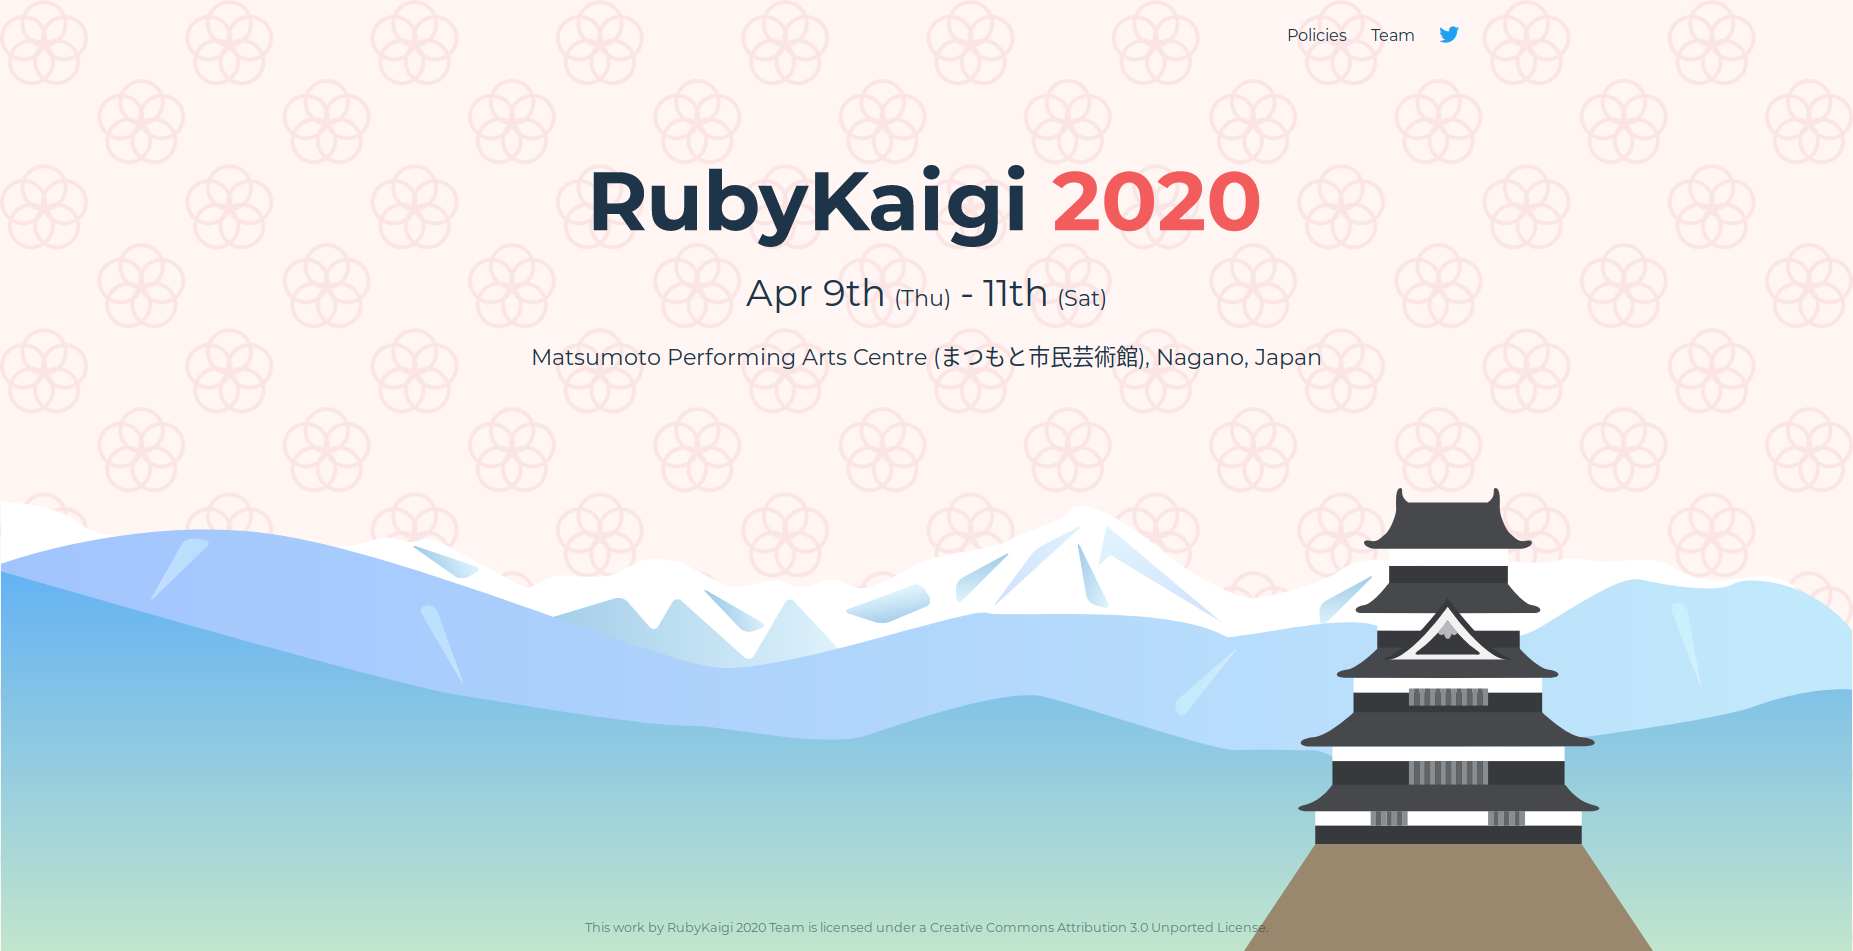 Policies Team
RubyKaigi 2020
Apr 9th (Thu) - 11th (Sat)
Matsumoto Performing Arts Centre (まつもと市民芸術館), Nagano, Japan
This work by RubyKaigi 2020 Team is licensed under a Creative Commons Attribution 3.0 Unported License.